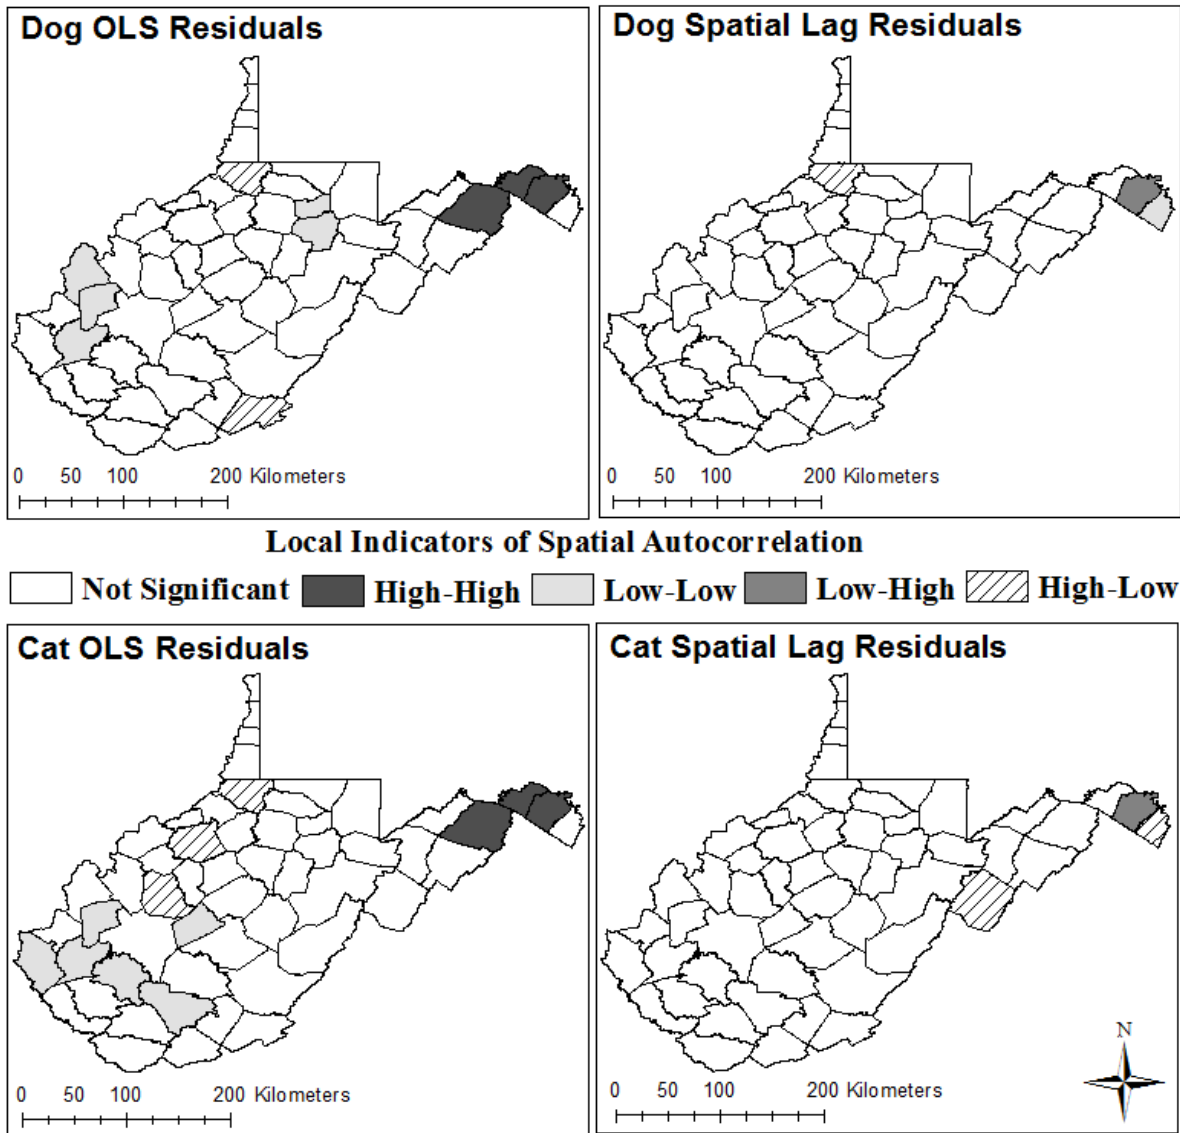 Dog OLS Residuals
Dog Spatial Lag Residuals
0 50 100 200 Kilometers
0 50 100 200 Kilometers
Local Indicators of Spatial Autocorrelation
Not Significant High-High Low-Low Low-High High-Low
Cat OLS Residuals
Cat Spatial Lag Residuals
N
0 50 100 200 Kilometers
0 50 100 200 Kilometers